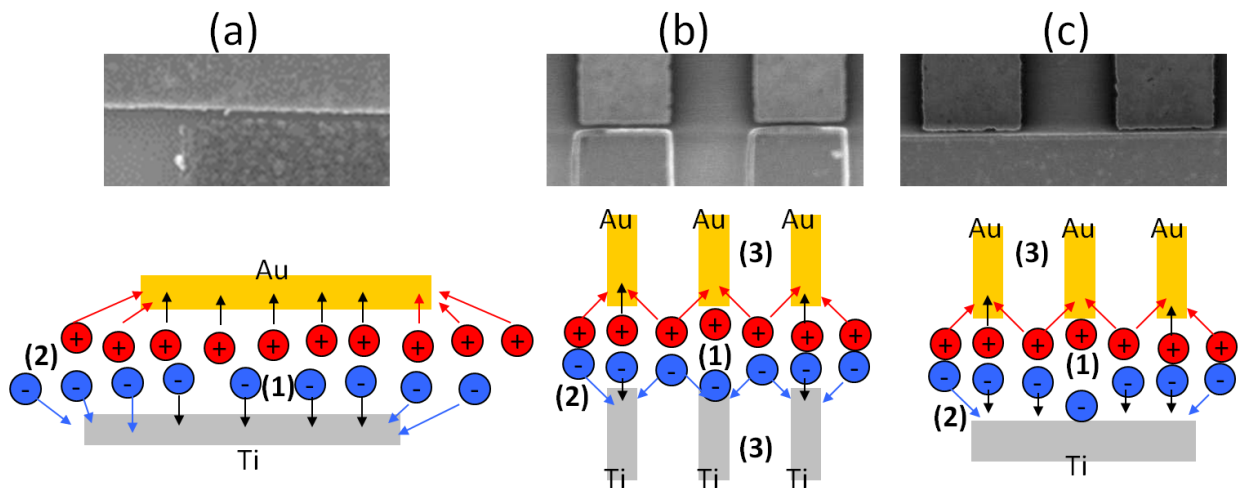 (a)
(b)
(c)
Au
(2)
+ + + + + + + + +
- - - - - - - - -
(1)
Ti
Au Au Au
(3)
+ + + + + + +
(1)
- - - - - - -
(2)
(3)
Ti Ti Ti
Au Au Au
(3)
+ + + + + + +
(1)
- - - - - - -
(2)
Ti